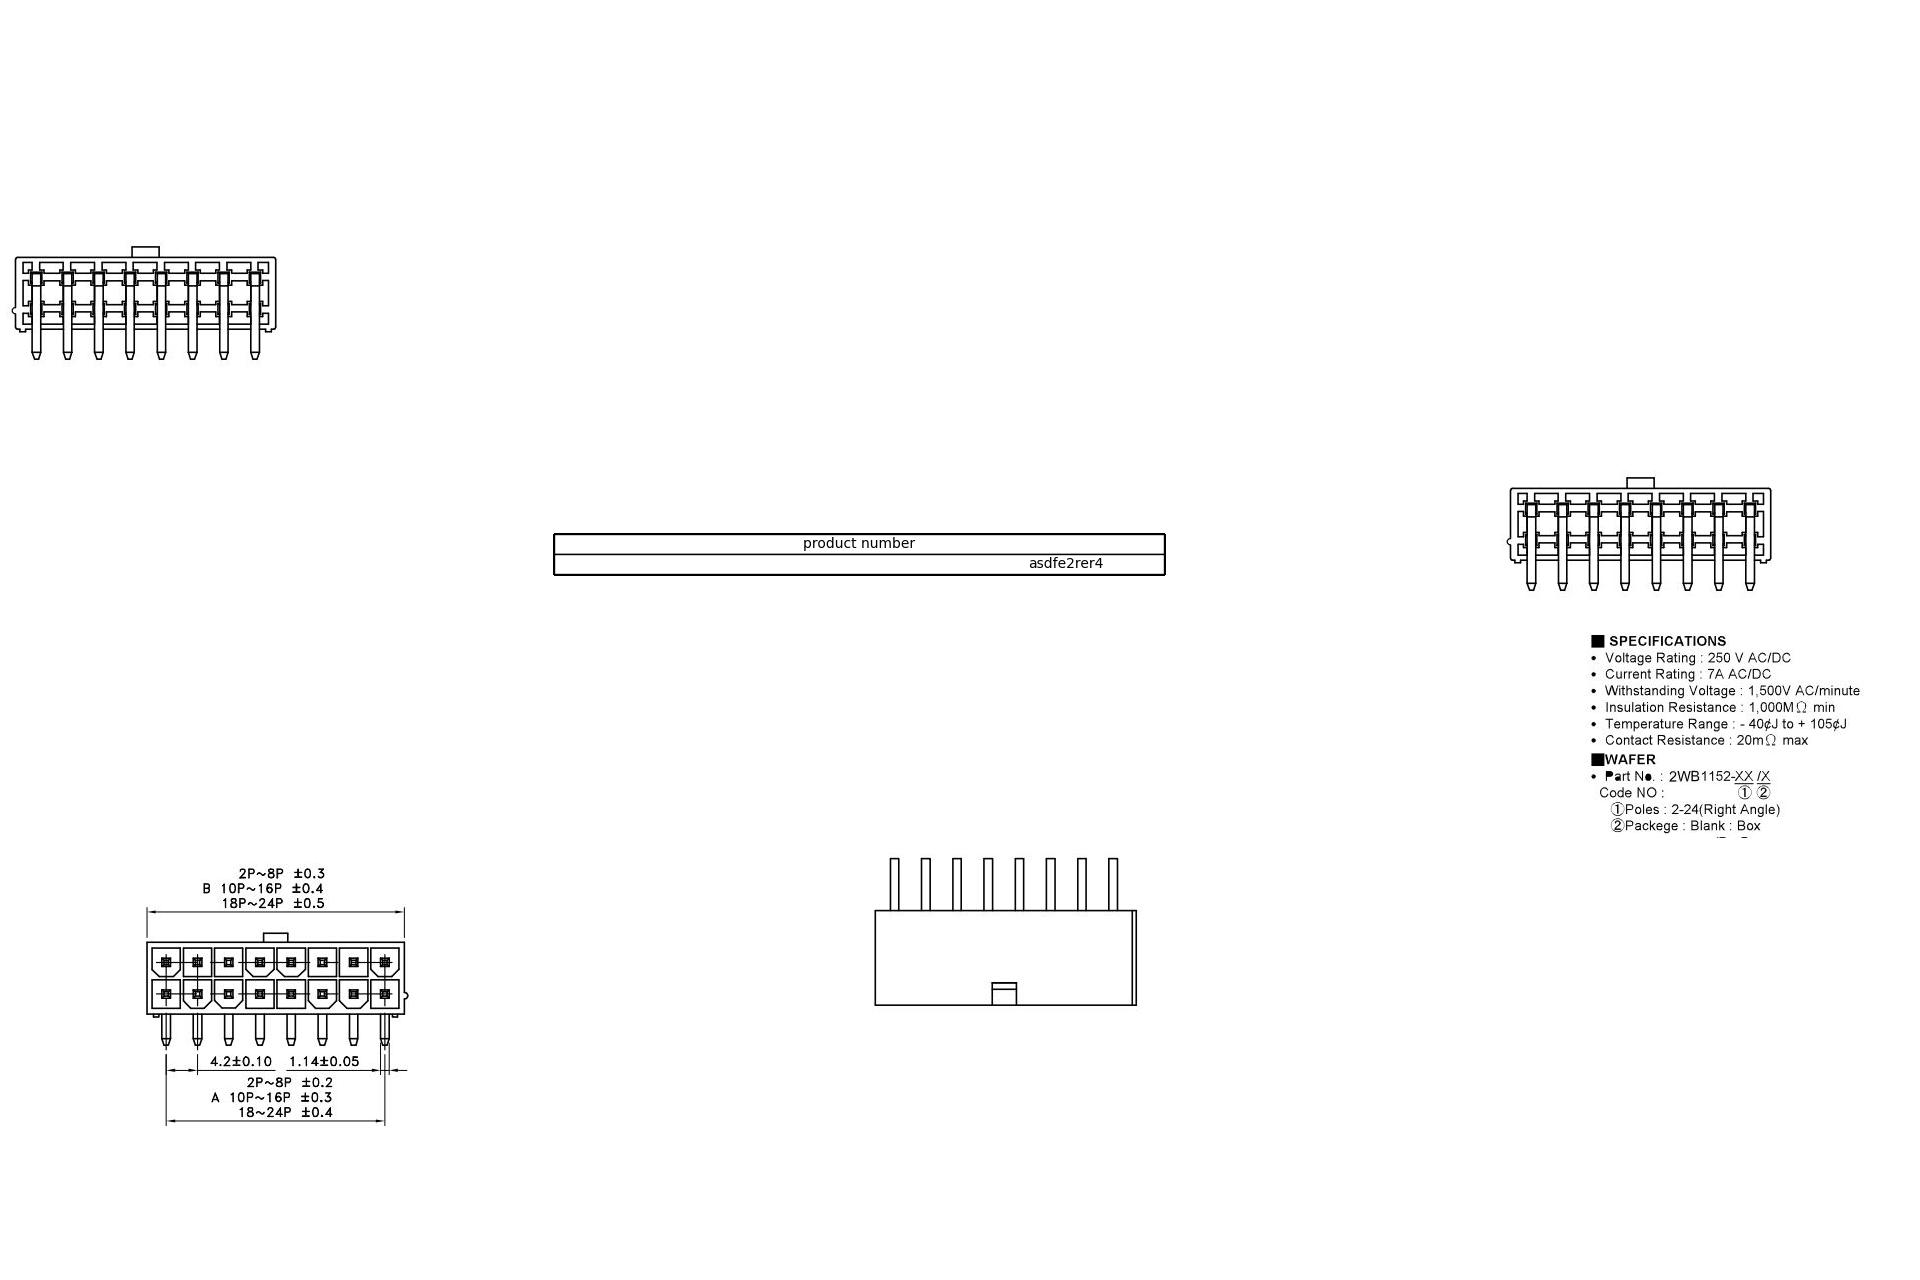 product number
asdfe2rer4
■ SPECIFICATIONS
• Voltage Rating : 250 V AC/DC
• Current Rating : 7A AC/DC
• Withstanding Voltage : 1,500V AC/minute
• Insulation Resistance : 1,000MΩ min
• Temperature Range : - 40¢J to + 105¢J
• Contact Resistance : 20mΩ max
■WAFER
• Part No. : 2WB1152-XX /X
Code NO : ① ②
①Poles : 2-24(Right Angle)
②Packege : Blank : Box
2P~8P ±0.3
B 10P~16P ±0.4
18P~24P ±0.5
4.2±0.10 1.14±0.05
2P~8P ±0.2
A 10P~16P ±0.3
18~24P ±0.4